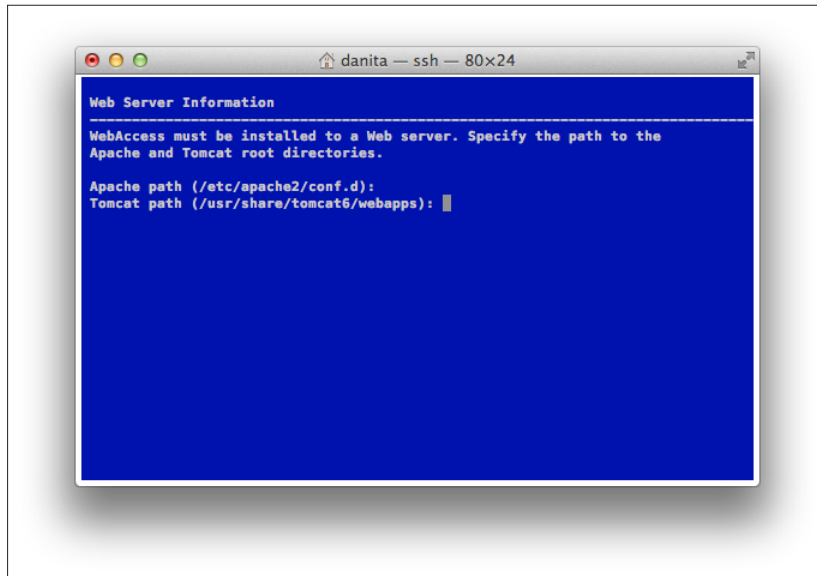 danita — ssh — 80×24
Web Server Information
WebAccess must be installed to a Web server. Specify the path to the
Apache and Tomcat root directories.
Apache path (/etc/apache2/conf.d):
Tomcat path (/usr/share/tomcat6/webapps):